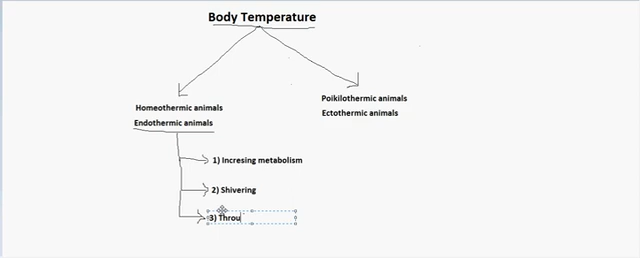 Body Temperature
Homeothermic animals
Endothermic animals
Poikilothermic animals
Ectothermic animals
1) Incresing metabolism
2) Shivering
3) Throu